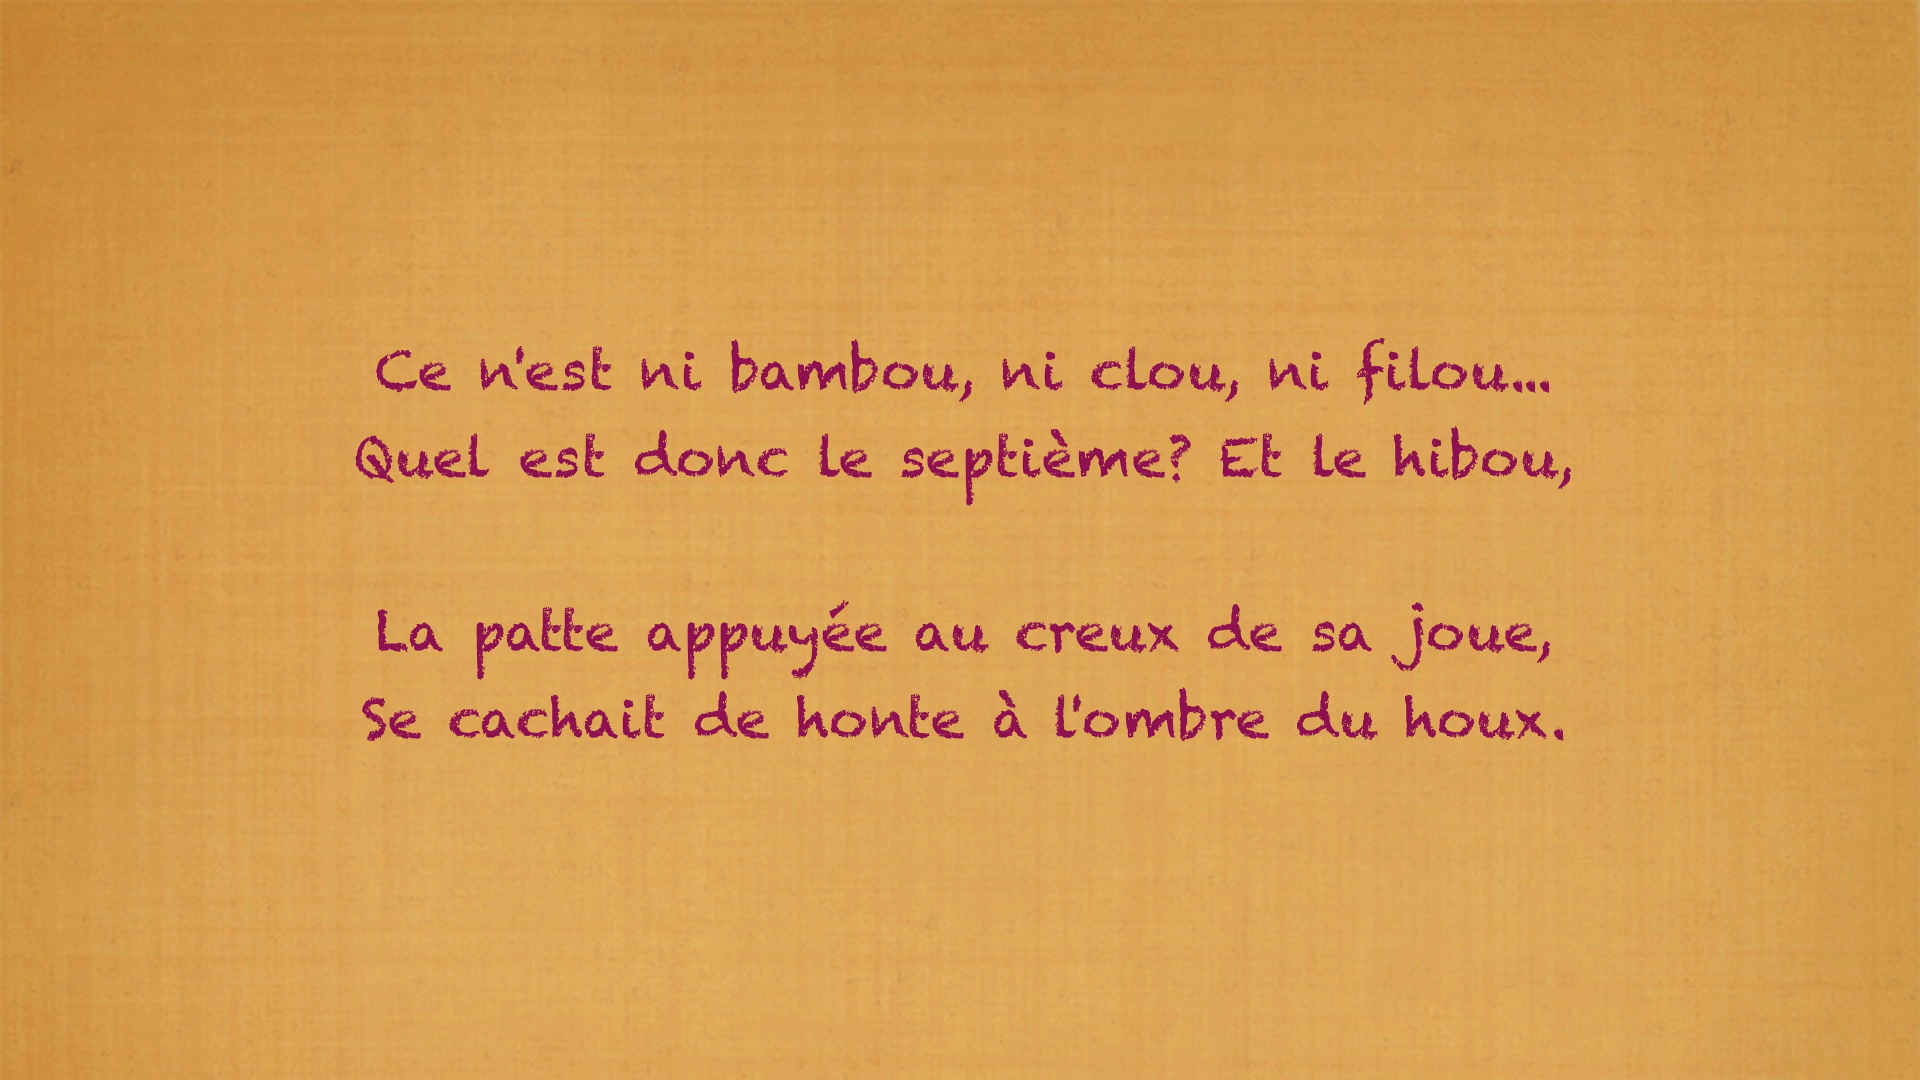 Ce n'est ni bambou, ni clou, ni filou...
Quel est donc le septième? Et le hibou,
La patte appuyée au creux de sa joue,
Se cachait de honte à l'ombre du houx.